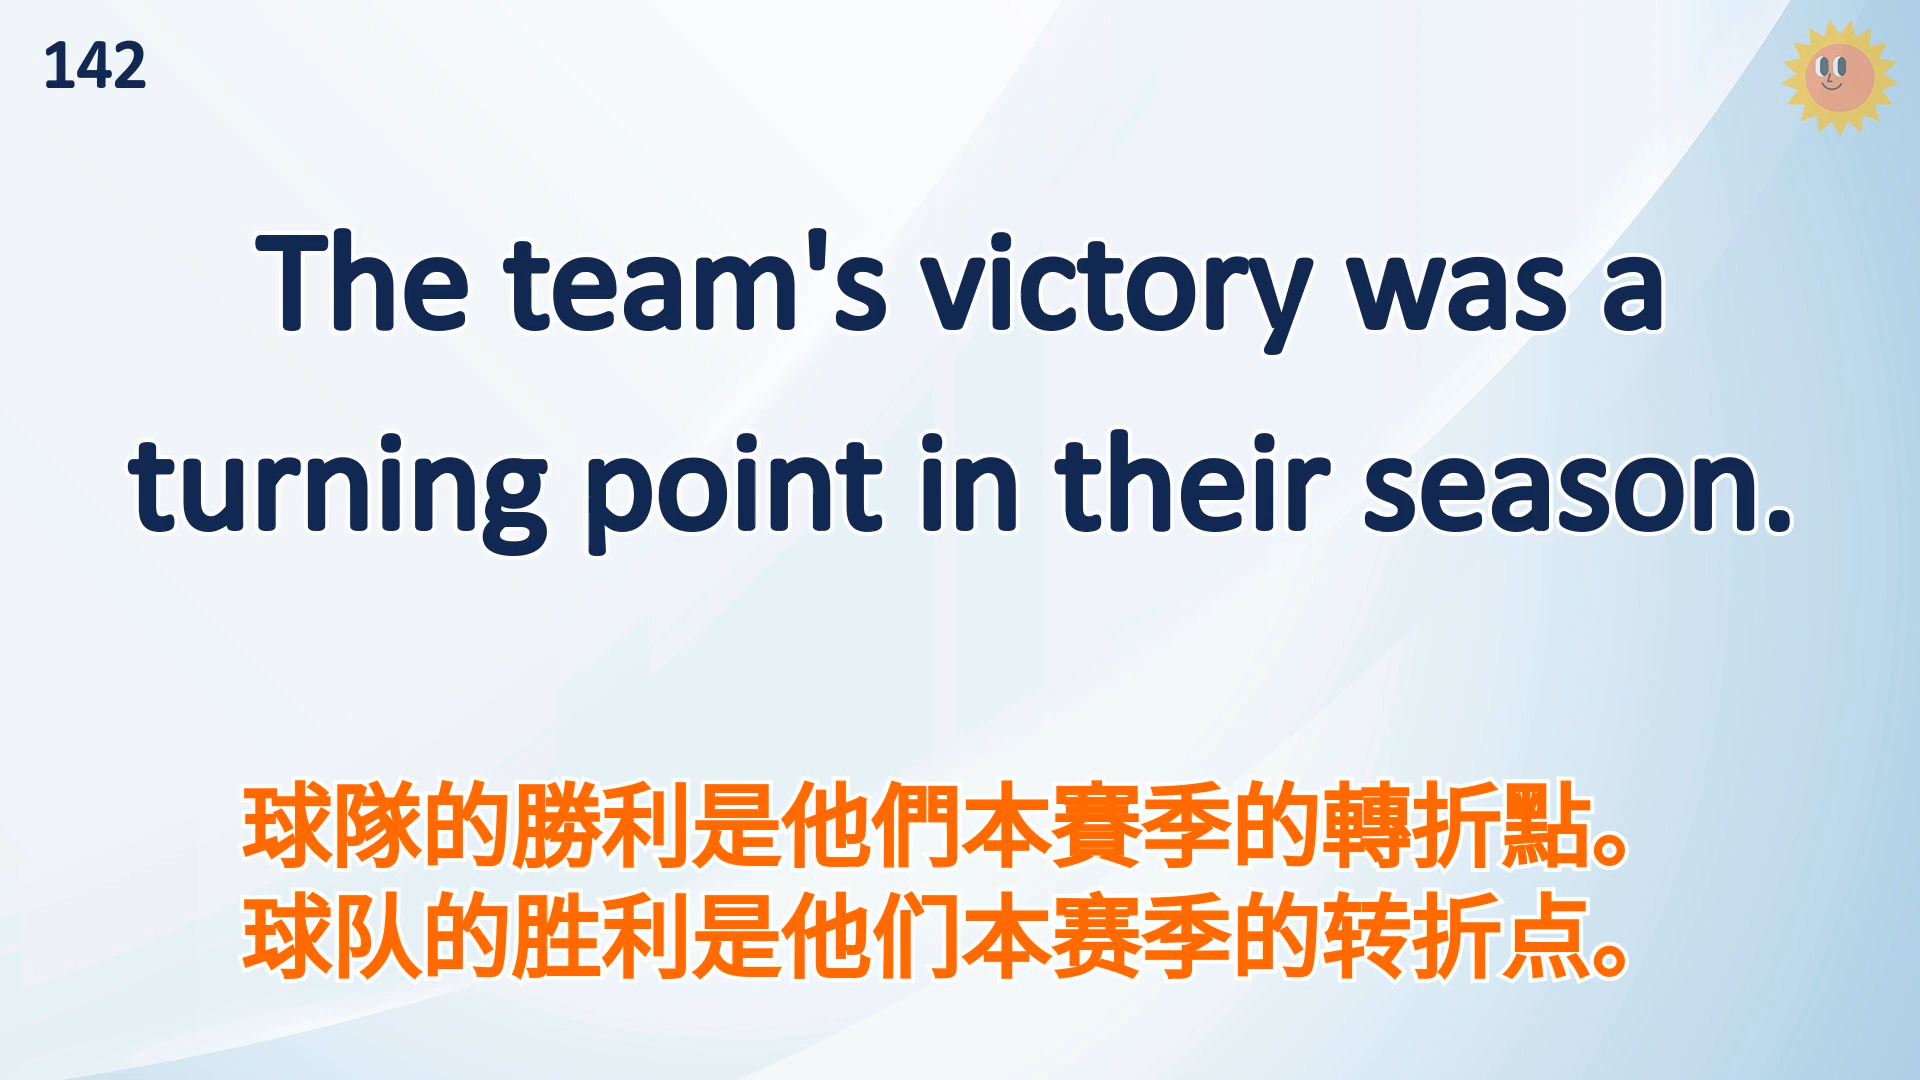 142
The team's victory was a
turning point in their season.
球隊的勝利是他們本賽季的轉折點。
球队的胜利是他们本赛季的转折点。